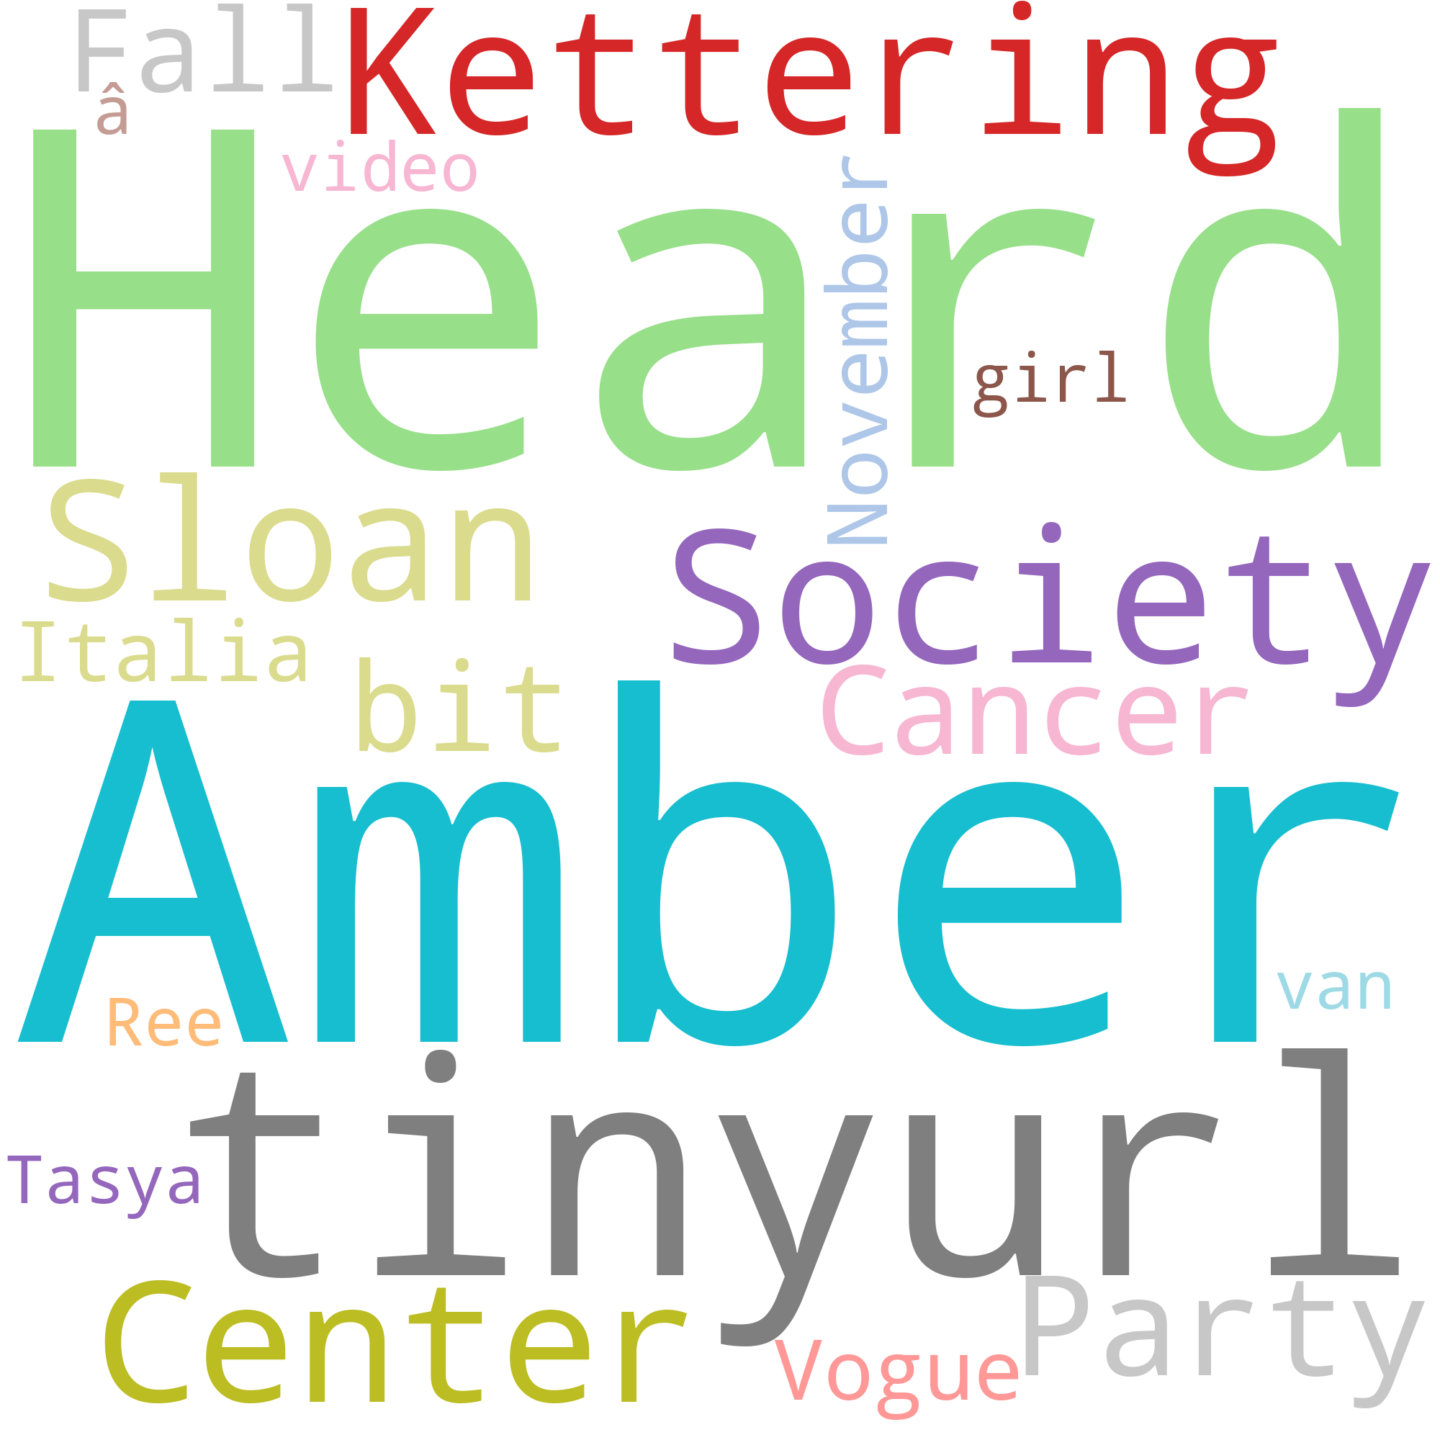 Fall
Kettering
â
video
Heard
November
girl
Sloan
Society
Italia
bit
Cancer
Amber
van
Ree
tinyurl
Tasya
Center
Party
Vogue